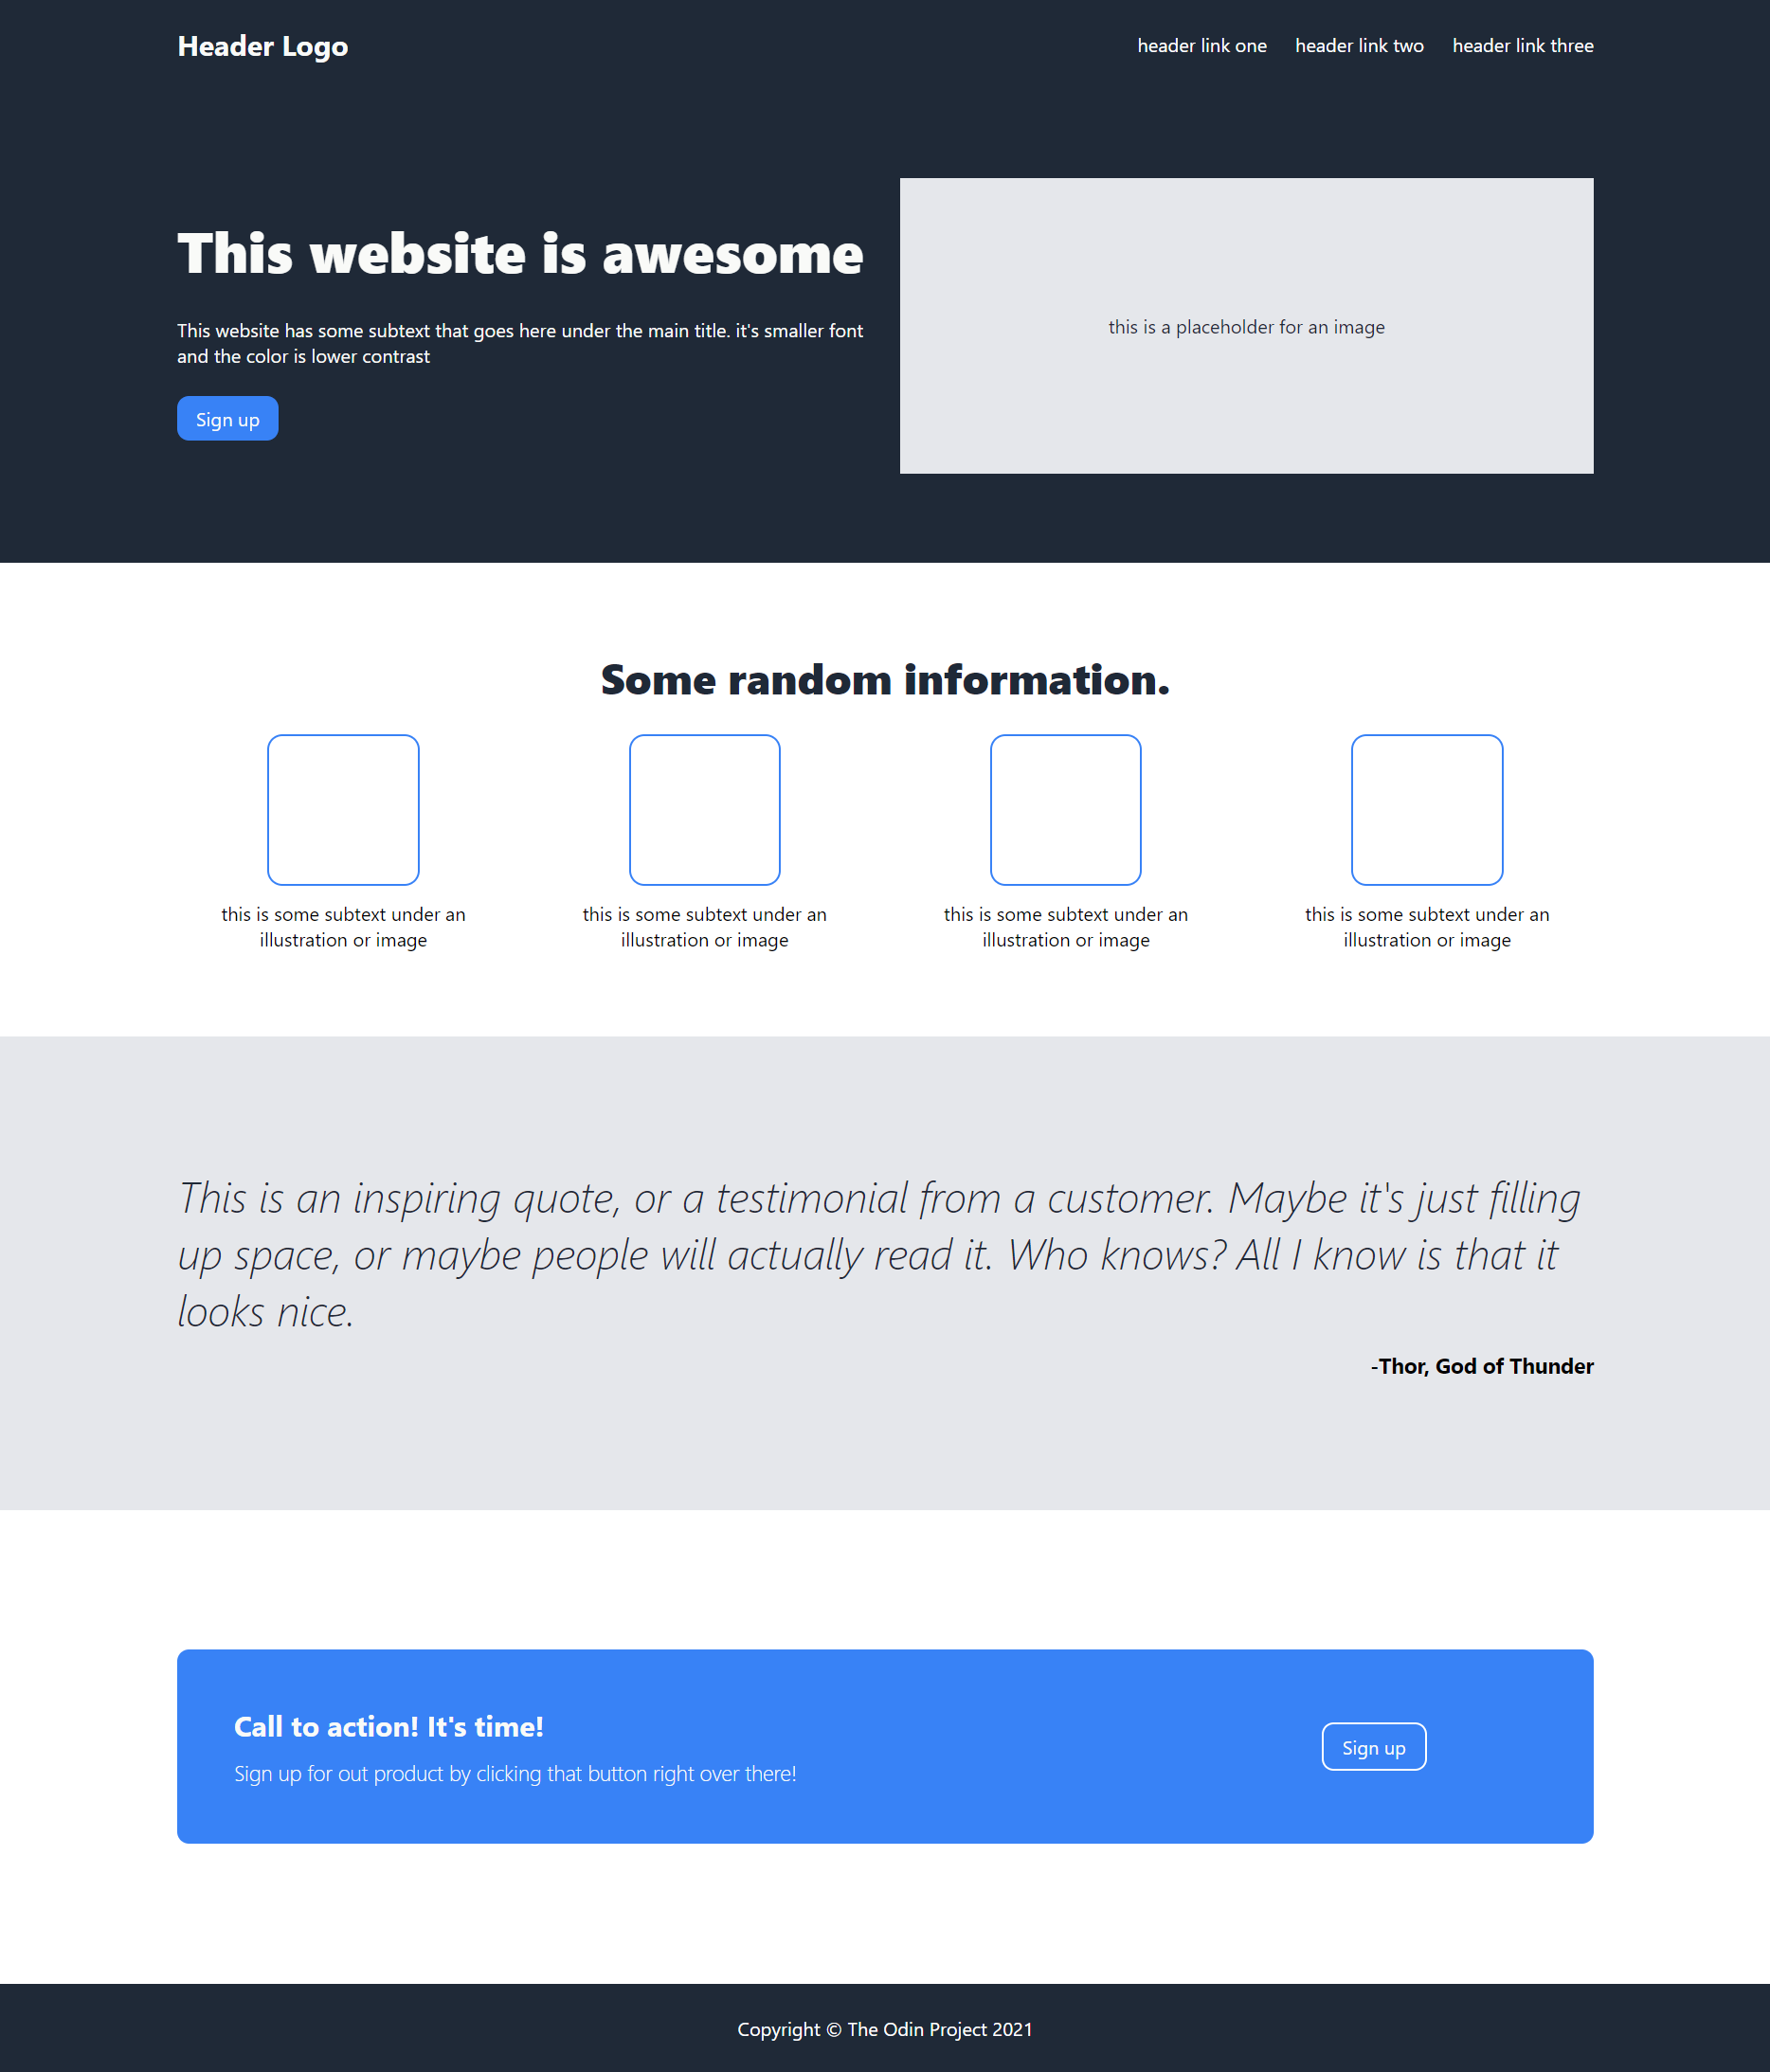 Header Logo
header link one
header link two
header link three
This website is awesome
This website has some subtext that goes here under the main title. it's smaller font
and the color is lower contrast
Sign up
this is a placeholder for an image
Some random information.
this is some subtext under an
illustration or image
this is some subtext under an
illustration or image
this is some subtext under an
illustration or image
this is some subtext under an
illustration or image
This is an inspiring quote, or a testimonial from a customer. Maybe it's just filling
up space, or maybe people will actually read it. Who knows? All I know is that it
looks nice.
-Thor, God of Thunder
Call to action! It's time!
Sign up for out product by clicking that button right over there!
Sign up
Copyright © The Odin Project 2021